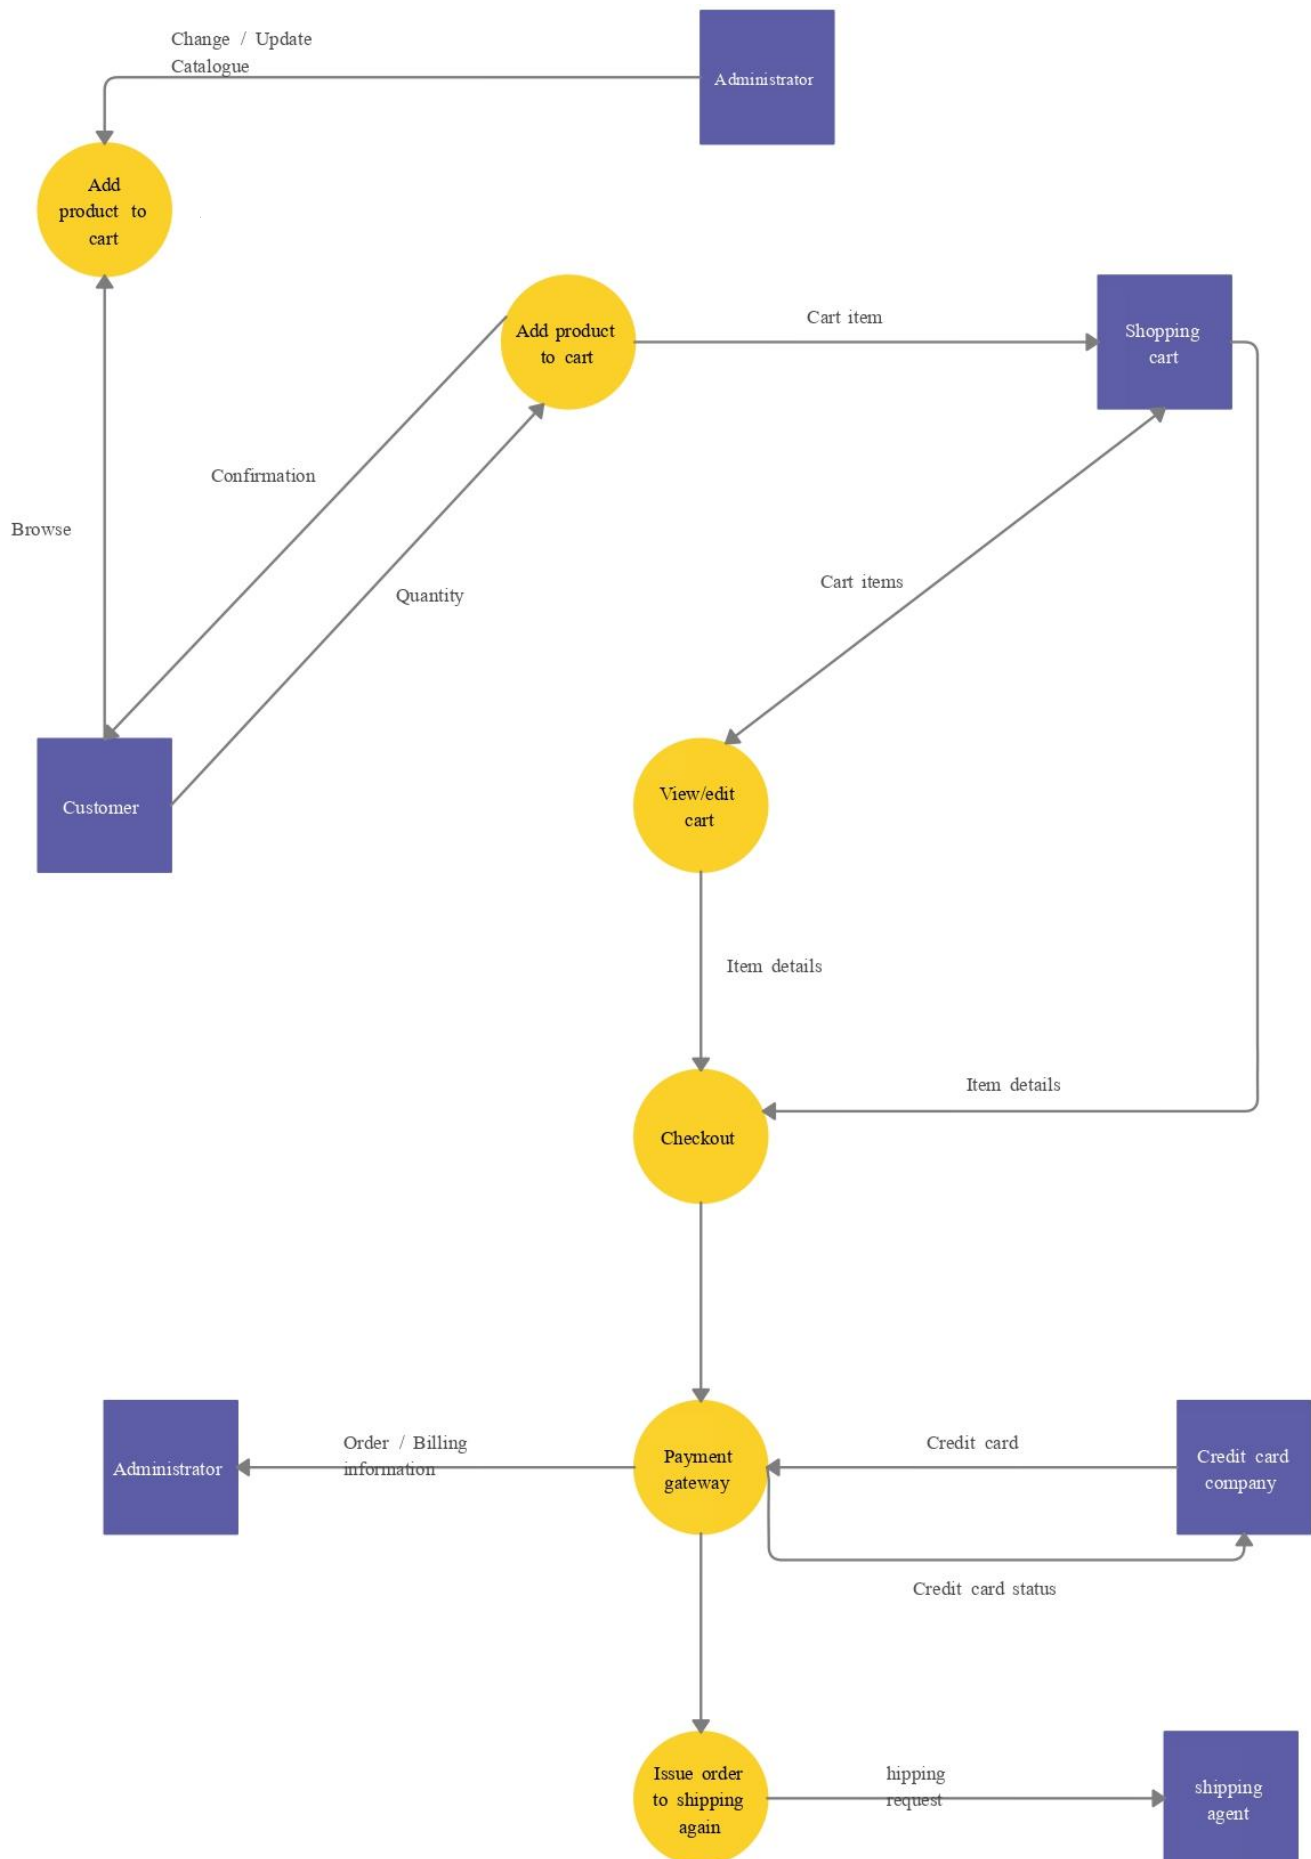 Change / Update
Catalogue
Administrator
Add
product to
cart
Add product
to cart
Cart item
Shopping
cart
Confirmation
Browse
Quantity
Cart items
Customer
View/edit
cart
Item details
Item details
Checkout
Administrator
Order / Billing
information
Payment
gateway
Credit card
Credit card
company
Credit card status
Issue order
to shipping
again
hipping
request
shipping
agent